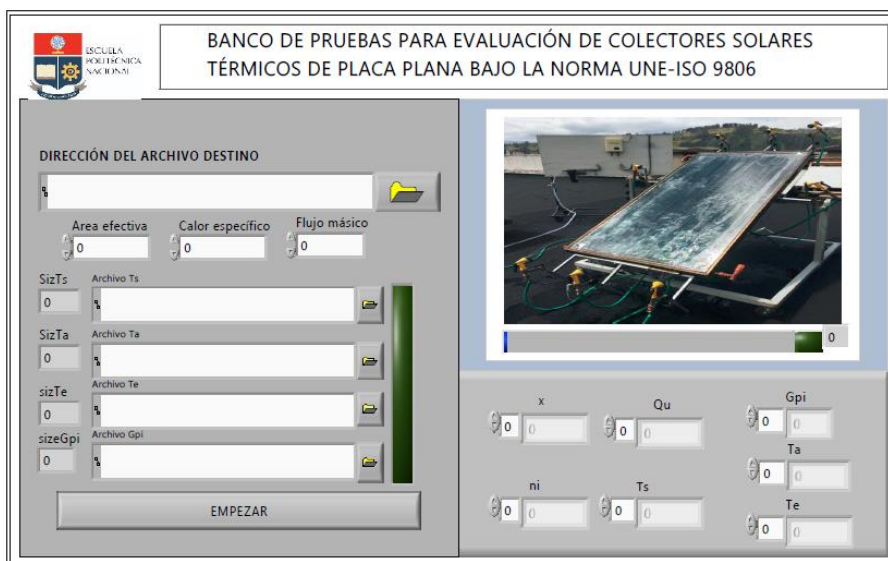 ESCUELA
POLITÉCNICA
NACIONAL
BANCO DE PRUEBAS PARA EVALUACIÓN DE COLECTORES SOLARES
TÉRMICOS DE PLACA PLANA BAJO LA NORMA UNE-ISO 9806
DIRECCIÓN DEL ARCHIVO DESTINO
Area efectiva Calor específico Flujo másico
0 0 0
SizTs Archivo Ts
0
SizTa Archivo Ta
0
sizTe Archivo Te
0
sizeGpi Archivo Gpi
0
EMPEZAR
0
x Qu Gpi
0 0 0 0 0 0
Ta
0
ni Ts
0 0 0 0
Te
0 0